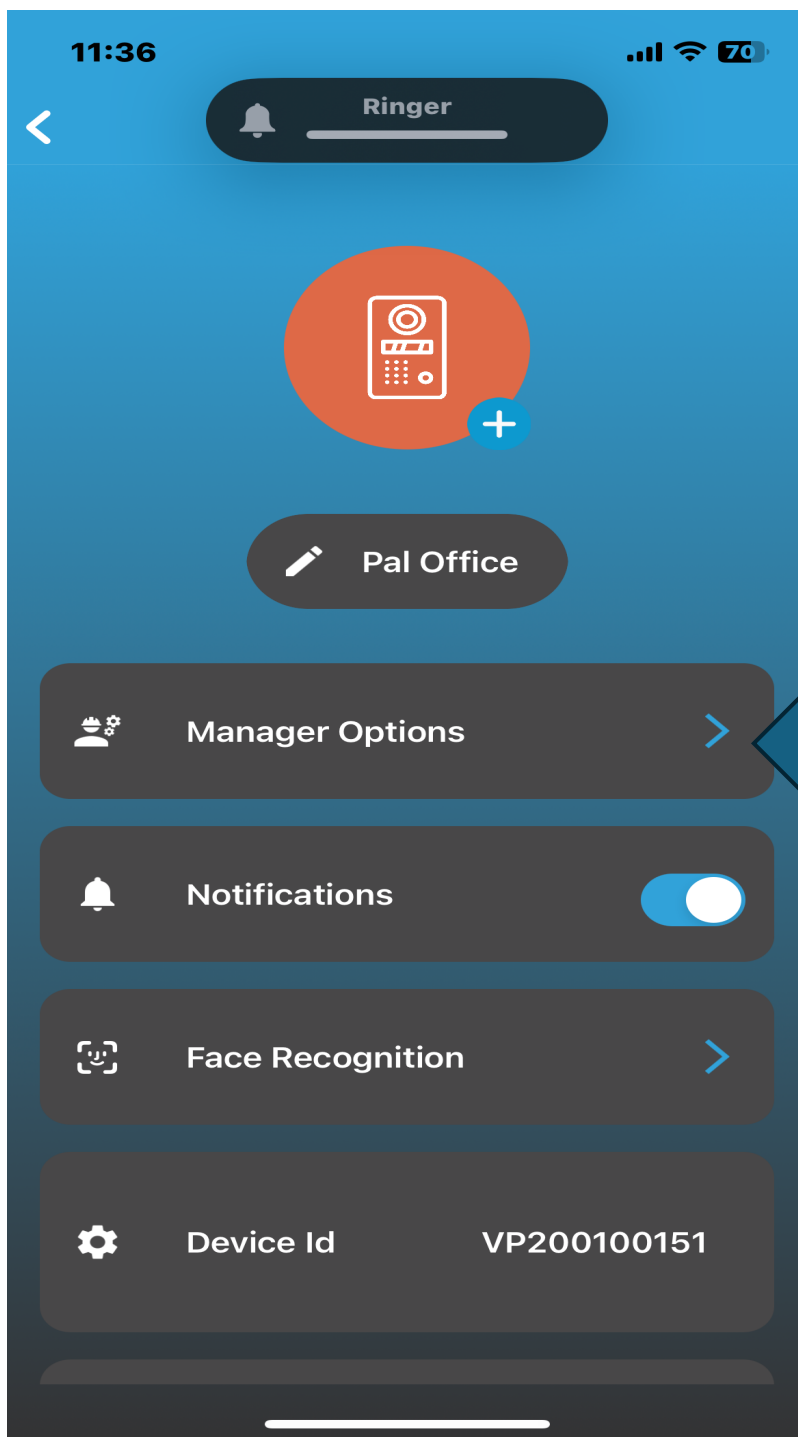 11:36
70
Ringer
Pal Office
Manager Options
Notifications
Face Recognition
Device Id VP200100151